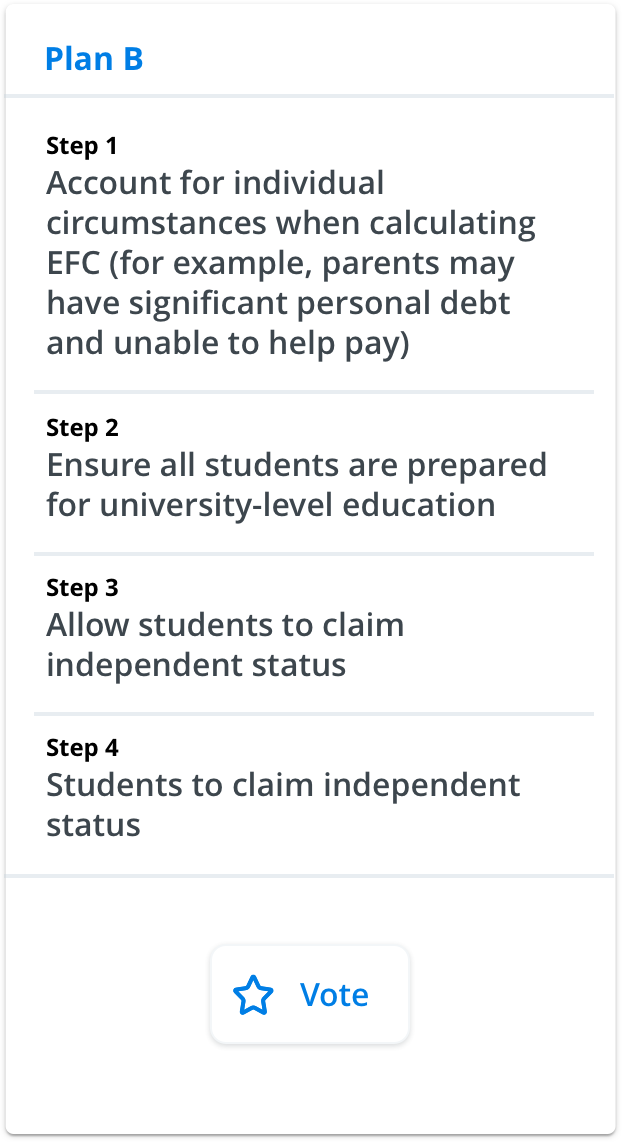 Plan B
Step 1
Account for individual
circumstances when calculating
EFC (for example, parents may
have significant personal debt
and unable to help pay)
Step 2
Ensure all students are prepared
for university-level education
Step 3
Allow students to claim
independent status
Step 4
Students to claim independent
status
Vote